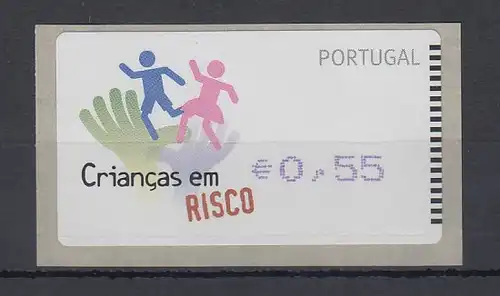 PORTUGAL
€0,55
Crianças em
RISCO